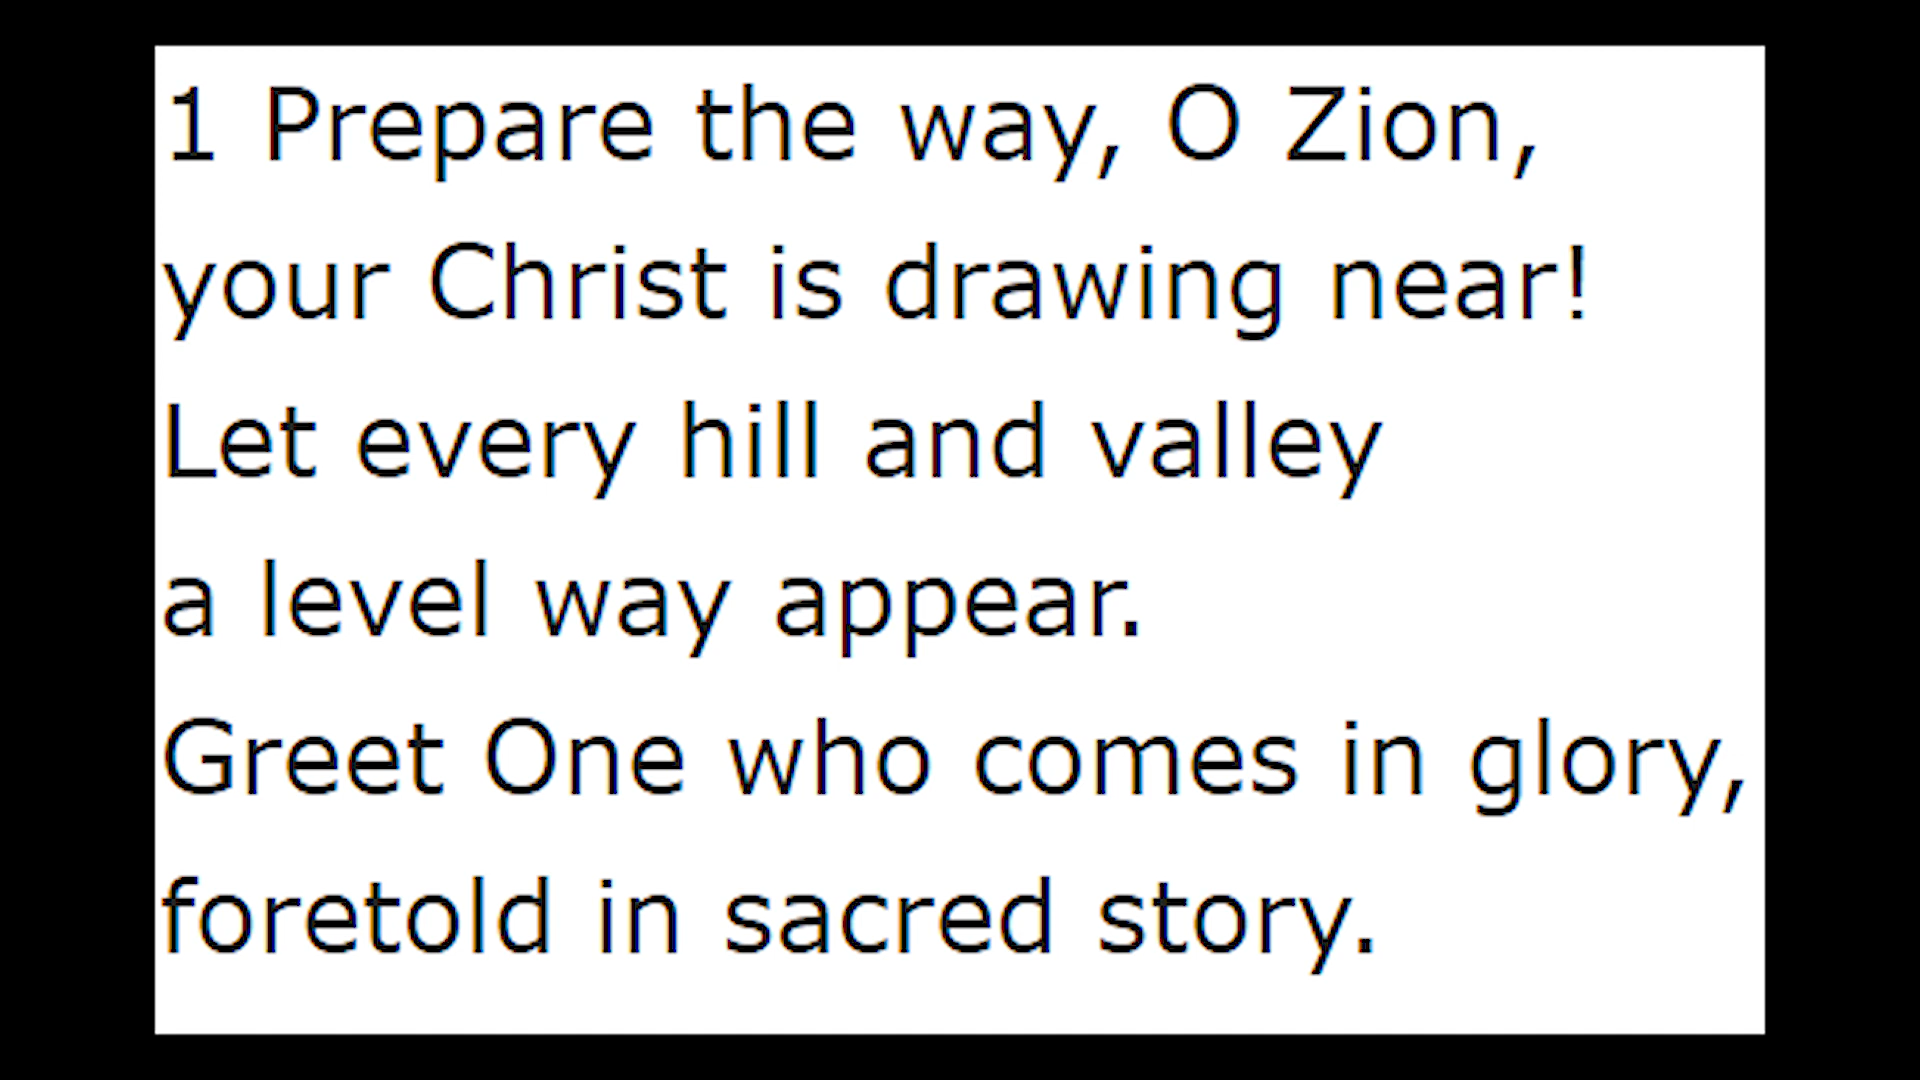 1 Prepare the way, O Zion,
your Christ is drawing near!
Let every hill and valley
a level way appear.
Greet One who comes in glory,
foretold in sacred story.